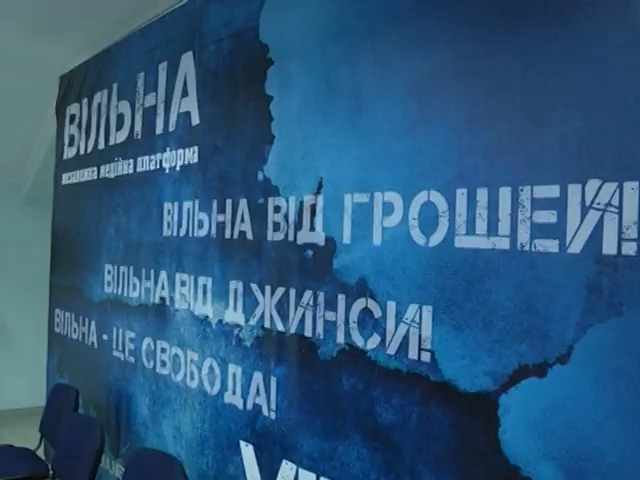 ВІЛЬНА
незалежна медійна платформа
ВІЛЬНА ВІД ГРОШЕЙ!
ВІЛЬНА ВІД ДЖИНСИ!
ВІЛЬНА - ЦЕ СВОБОДА!